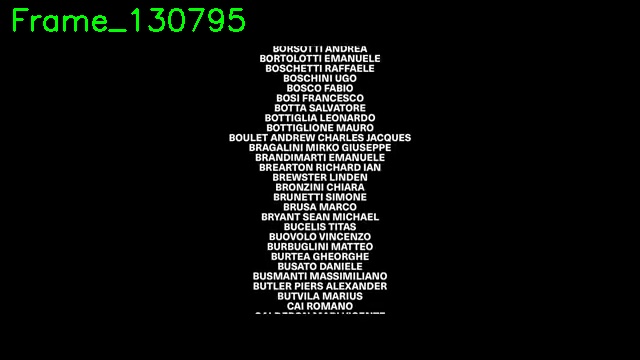 Frame_130795
BORSOTTI ANDREA
BORTOLOTTI EMANUELE
BOSCHETTI RAFFAELE
BOSCHINI UGO
BOSCO FABIO
BOSI FRANCESCO
BOTTA SALVATORE
BOTTIGLIA LEONARDO
BOTTIGLIONE MAURO
BOULET ANDREW CHARLES JACQUES
BRAGALINI MIRKO GIUSEPPE
BRANDIMARTI EMANUELE
BREARTON RICHARD IAN
BREWSTER LINDEN
BRONZINI CHIARA
BRUNETTI SIMONE
BRUSA MARCO
BRYANT SEAN MICHAEL
BUCELIS TITAS
BUOVOLO VINCENZO
BURBUGLINI MATTEO
BURTEA GHEORGHE
BUSATO DANIELE
BUSMANTI MASSIMILIANO
BUTLER PIERS ALEXANDER
BUTVILA MARIUS
CAI ROMANO